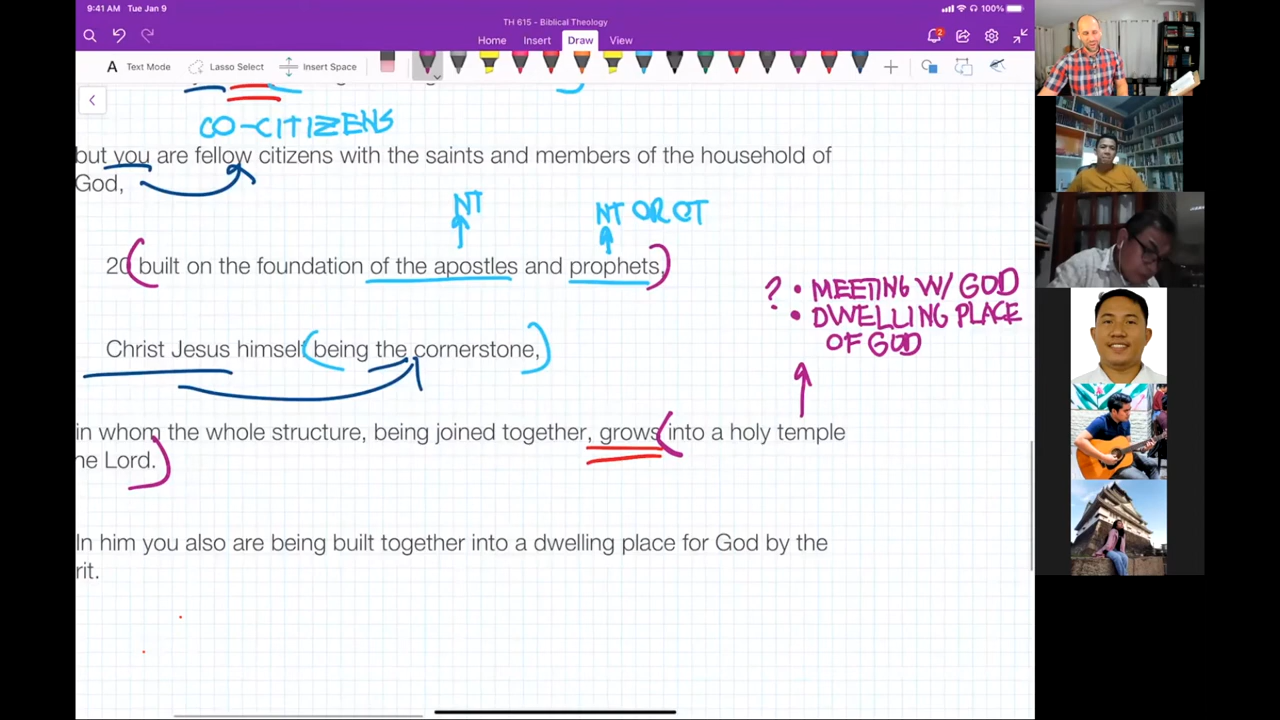 9:41 AM Tue Jan 9
100%
TH 615 - Biblical Theology
Home Insert Draw View
2
A Text Mode Lasso Select Insert Space
CO-CITIZENS
but you are fellow citizens with the saints and members of the household of
God,
NT
NT OR OT
20 built on the foundation of the apostles and prophets,
? • MEETING W/ GOD
• DWELLING PLACE
OF GOD
Christ Jesus himself being the cornerstone,
in whom the whole structure, being joined together, grows into a holy temple
he Lord.
In him you also are being built together into a dwelling place for God by the
rit.